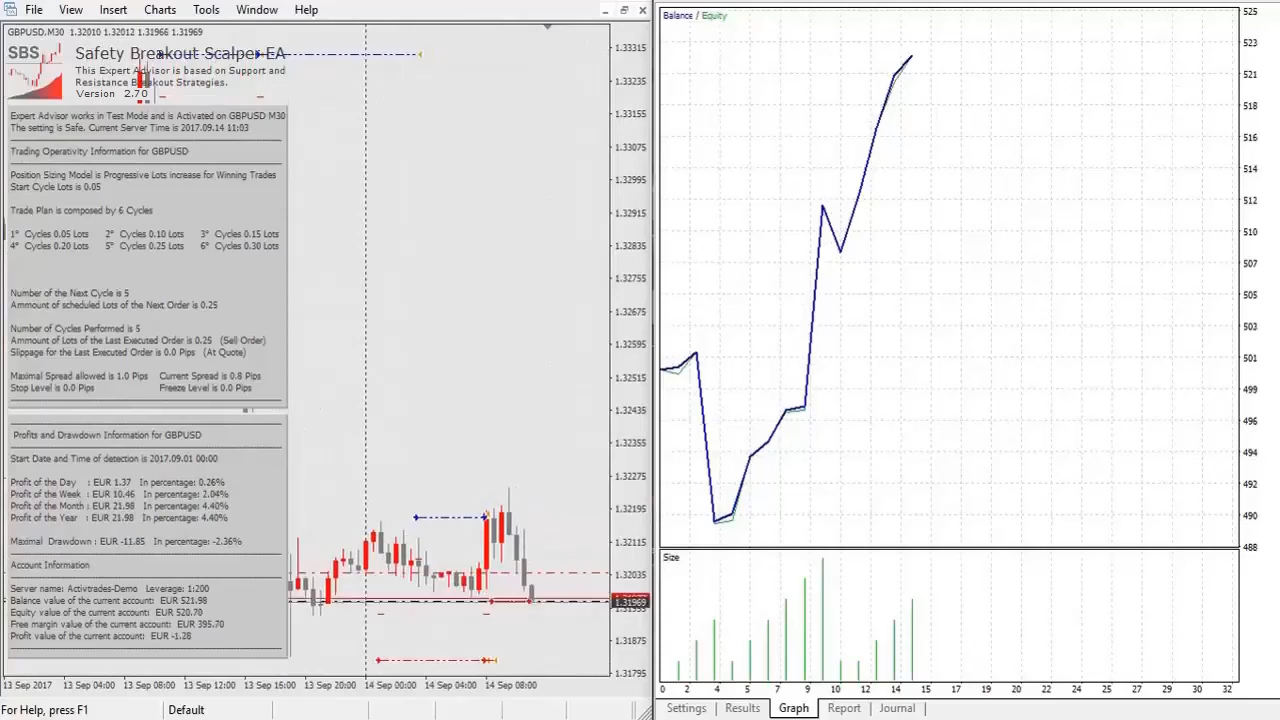 File View Insert Charts Tools Window Help
GBPUSD,M30 1.32010 1.32012 1.31966 1.31969
SBS Safety Breakout Scalper EA
This Expert Advisor is based on Support and
Resistance Breakout Strategies.
Version 2.70
Expert Advisor works in Test Mode and is Activated on GBPUSD M30
The setting is Safe. Current Server Time is 2017.09.14 11:03
Trading Operativity Information for GBPUSD
Position Sizing Model is Progressive Lots Increase for Winning Trades
Start Cycle Lots is 0.05
Trade Plan is composed by 6 Cycles
1° Cycles 0.05 Lots 2° Cycles 0.10 Lots 3° Cycles 0.15 Lots
4° Cycles 0.20 Lots 5° Cycles 0.25 Lots 6° Cycles 0.30 Lots
Number of the Next Cycle is 5
Ammount of scheduled Lots of the Next Order is 0.25
Number of Cycles Performed is 5
Ammount of Lots of the Last Executed Order is 0.25 (Sell Order)
Slippage for the Last Executed Order is 0.0 Pips (At Quote)
Maximal Spread allowed is 1.0 Pips Current Spread is 0.8 Pips
Stop Level is 0.0 Pips Freeze Level is 0.0 Pips
Profits and Drawdown Information for GBPUSD
Start Date and Time of detection is 2017.09.01 00:00
Profit of the Day : EUR 1.37 In percentage: 0.26%
Profit of the Week : EUR 10.46 In percentage: 2.04%
Profit of the Month : EUR 21.98 In percentage: 4.40%
Profit of the Year : EUR 21.98 In percentage: 4.40%
Maximal Drawdown : EUR -11.85 In percentage: -2.36%
Account Information
Server name: Activtrades-Demo Leverage: 1:200
Balance value of the current account: EUR 521.98
Equity value of the current account: EUR 520.70
Free margin value of the current account: EUR 395.70
Profit value of the current account: EUR -1.28
1.33315
1.33235
1.33155
1.33075
1.32995
1.32915
1.32835
1.32755
1.32675
1.32595
1.32515
1.32435
1.32355
1.32275
1.32195
1.32115
1.32035
1.31969
1.31875
1.31795
13 Sep 2017 13 Sep 04:00 13 Sep 08:00 13 Sep 12:00 13 Sep 16:00 13 Sep 20:00 14 Sep 00:00 14 Sep 04:00 14 Sep 08:00
For Help, press F1 Default
Balance / Equity
525
523
521
518
516
514
512
510
507
505
503
501
499
496
494
492
490
488
Size
0 2 4 5 7 9 10 12 14 15 17 19 20 22 24 25 27 29 30 32
Settings Results Graph Report Journal